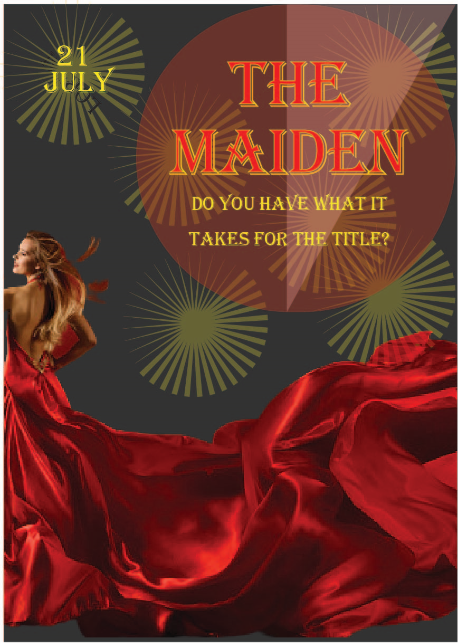 21
JULY
THE
MAIDEN
DO YOU HAVE WHAT IT
TAKES FOR THE TITLE?